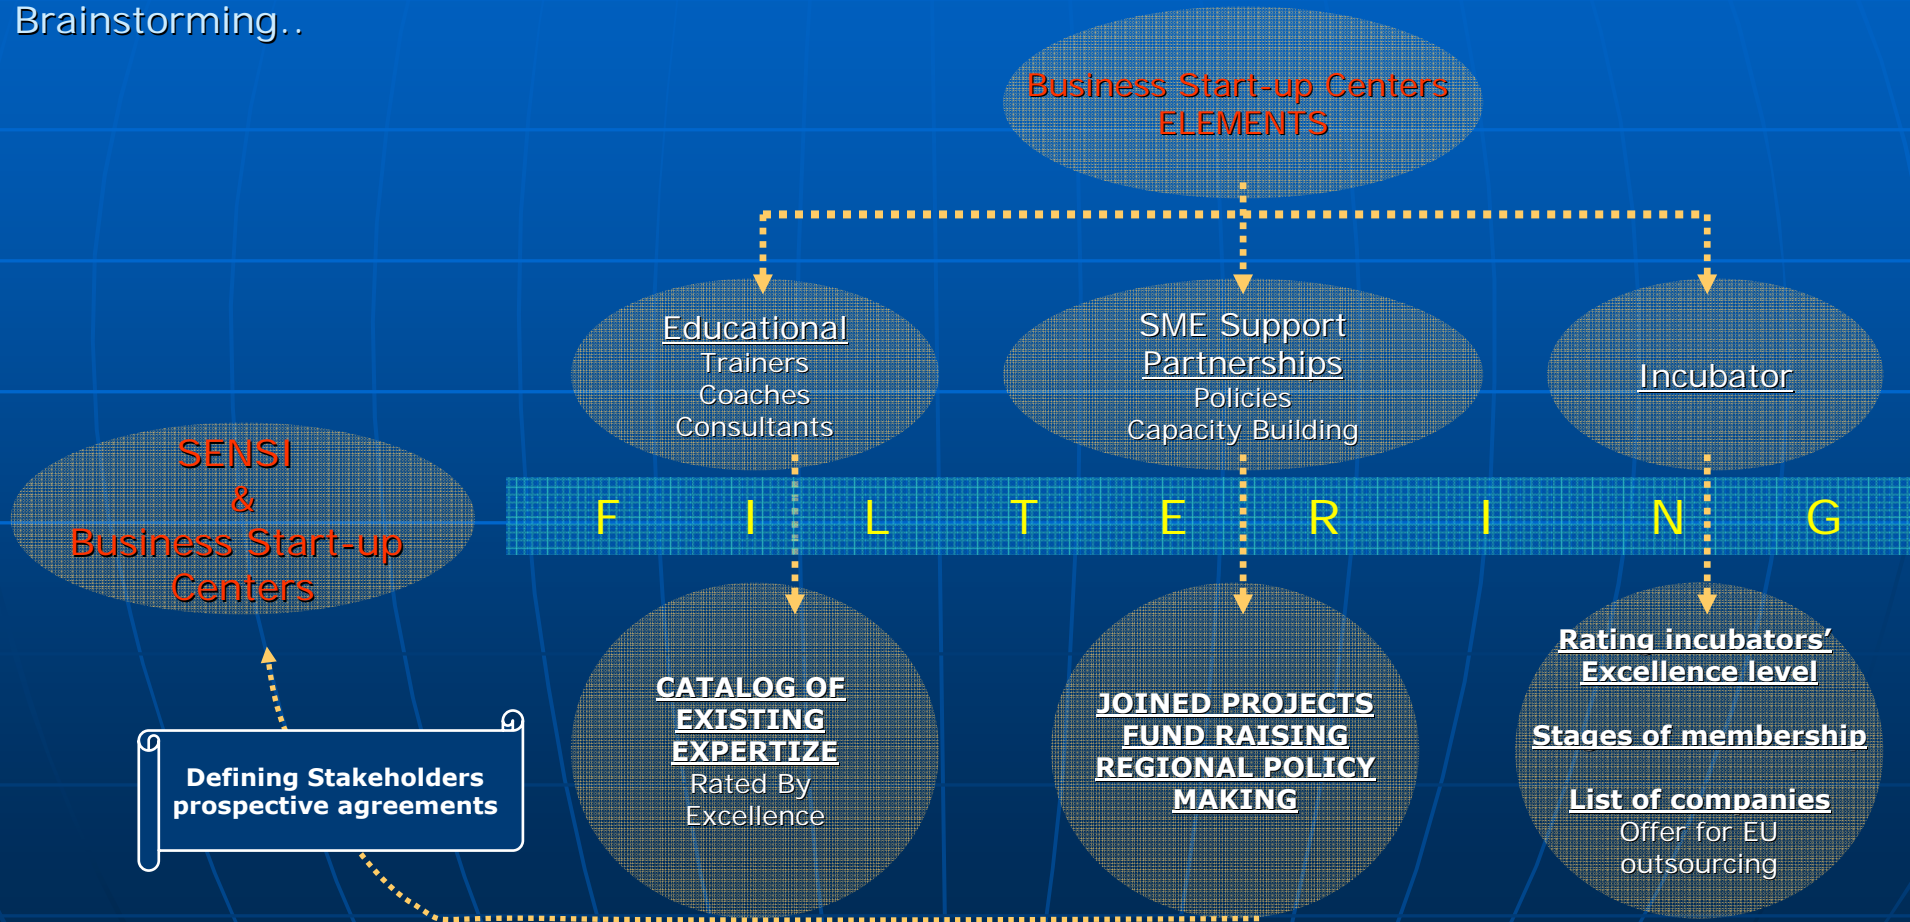 Brainstorming..
Business Start-up Centers
ELEMENTS
Educational
Trainers
Coaches
Consultants
SME Support
Partnerships
Policies
Capacity Building
Incubator
SENSI
&
Business Start-up
Centers
F I L T E R I N G
CATALOG OF
EXISTING
EXPERTIZE
Rated By
Excellence
JOINED PROJECTS
FUND RAISING
REGIONAL POLICY
MAKING
Rating incubators’
Excellence level
Stages of membership
List of companies
Offer for EU
outsourcing
Defining Stakeholders
prospective agreements